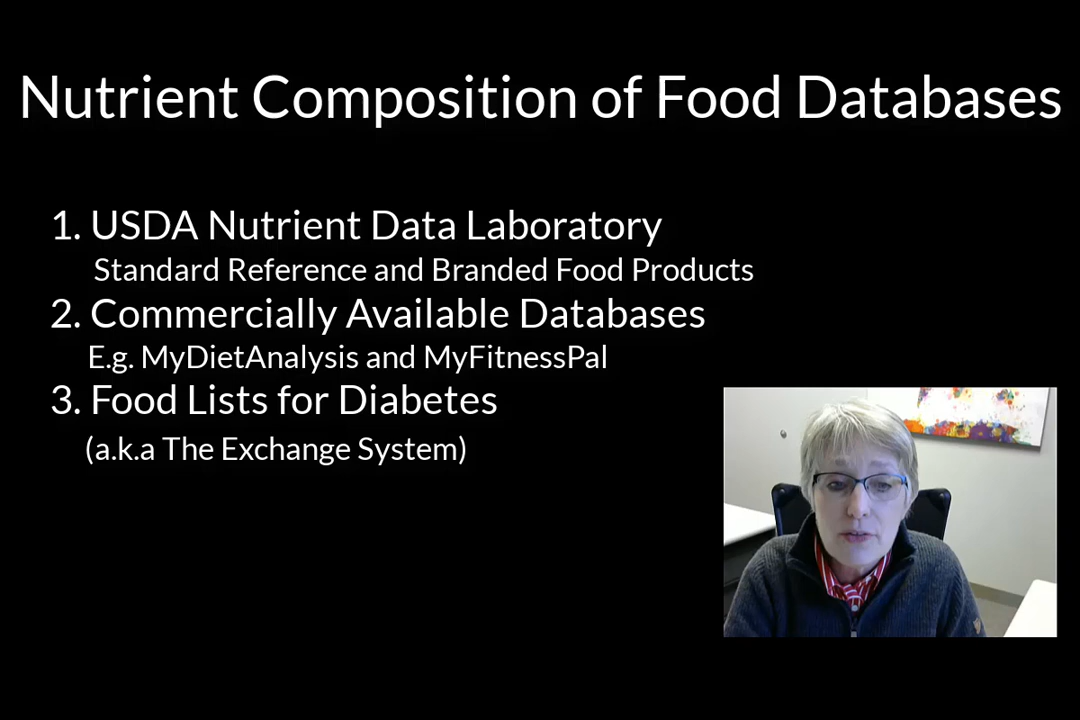 Nutrient Composition of Food Databases
1. USDA Nutrient Data Laboratory
Standard Reference and Branded Food Products
2. Commercially Available Databases
E.g. MyDietAnalysis and MyFitnessPal
3. Food Lists for Diabetes
(a.k.a The Exchange System)